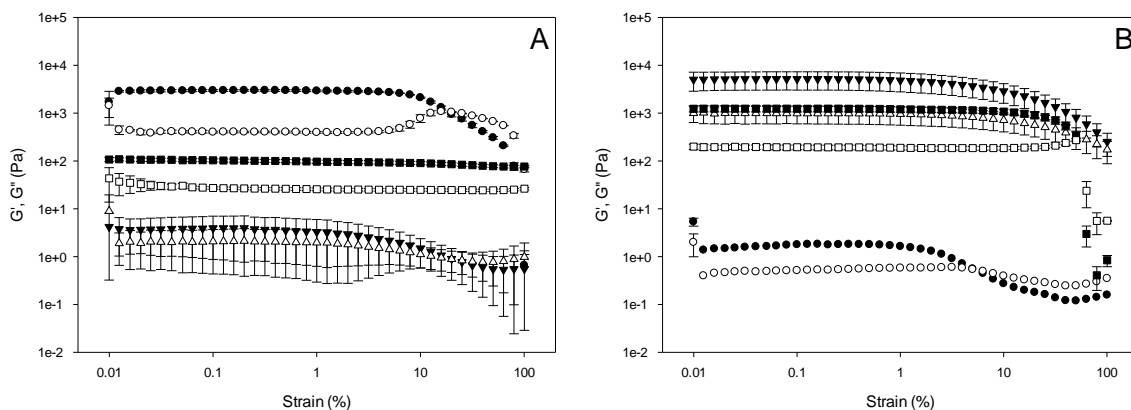 A
1e+5
1e+4
1e+3
1e+2
1e+1
1e+0
1e-1
1e-2
G', G" (Pa)
0.01 0.1 1 10 100
Strain (%)
B
1e+5
1e+4
1e+3
1e+2
1e+1
1e+0
1e-1
1e-2
G', G" (Pa)
0.01 0.1 1 10 100
Strain (%)